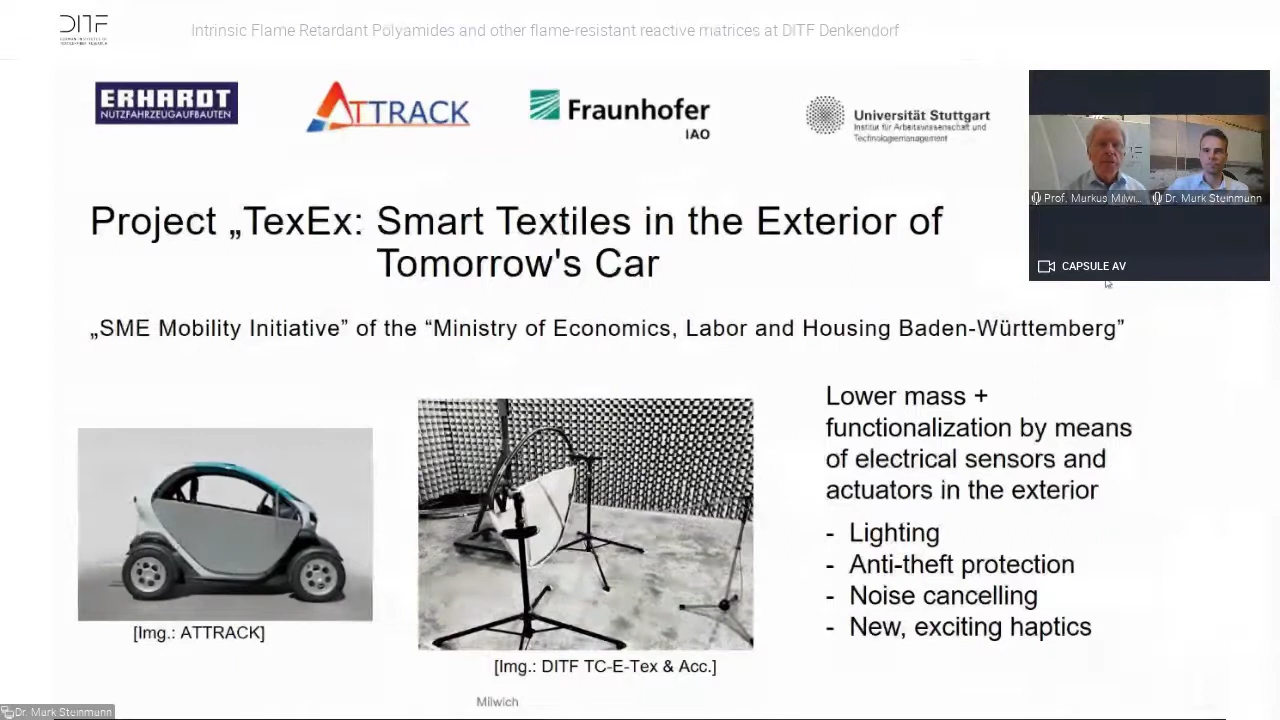 DITF
Intrinsic Flame Retardant Polyamides and other flame-resistant reactive matrices at DITF Denkendorf
ERHARDT
NUTZFAHRZEUGAUFBAUTEN
ATTRACK
Fraunhofer
IAO
Universität Stuttgart
Institut für Arbeitswissenschaft und
Technologiemanagement
Prof. Markus Milwi...
Dr. Mark Steinmann
CAPSULE AV
Project „TexEx: Smart Textiles in the Exterior of
Tomorrow's Car
„SME Mobility Initiative” of the “Ministry of Economics, Labor and Housing Baden-Württemberg”
Lower mass +
functionalization by means
of electrical sensors and
actuators in the exterior
- Lighting
- Anti-theft protection
- Noise cancelling
- New, exciting haptics
[Img.: ATTRACK]
[Img.: DITF TC-E-Tex & Acc.]
Milwich
Dr. Mark Steinmann